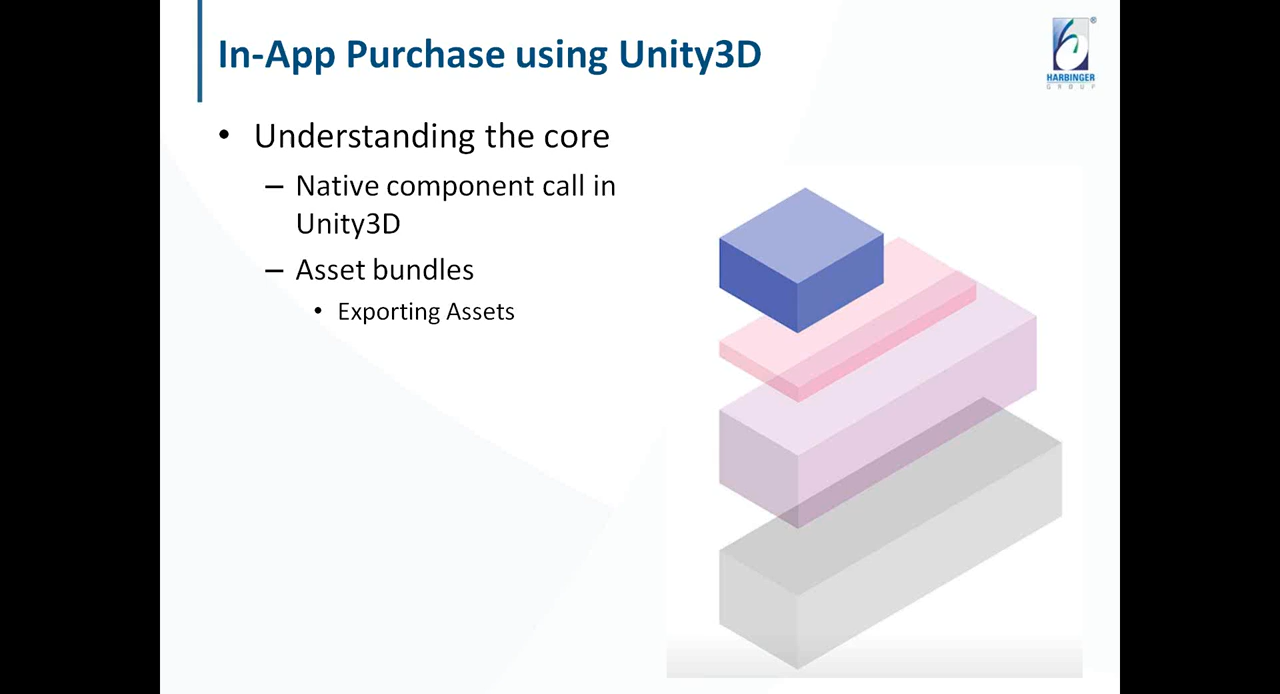 In-App Purchase using Unity3D
HARBINGER
GROUP
®
• Understanding the core
– Native component call in
Unity3D
– Asset bundles
• Exporting Assets